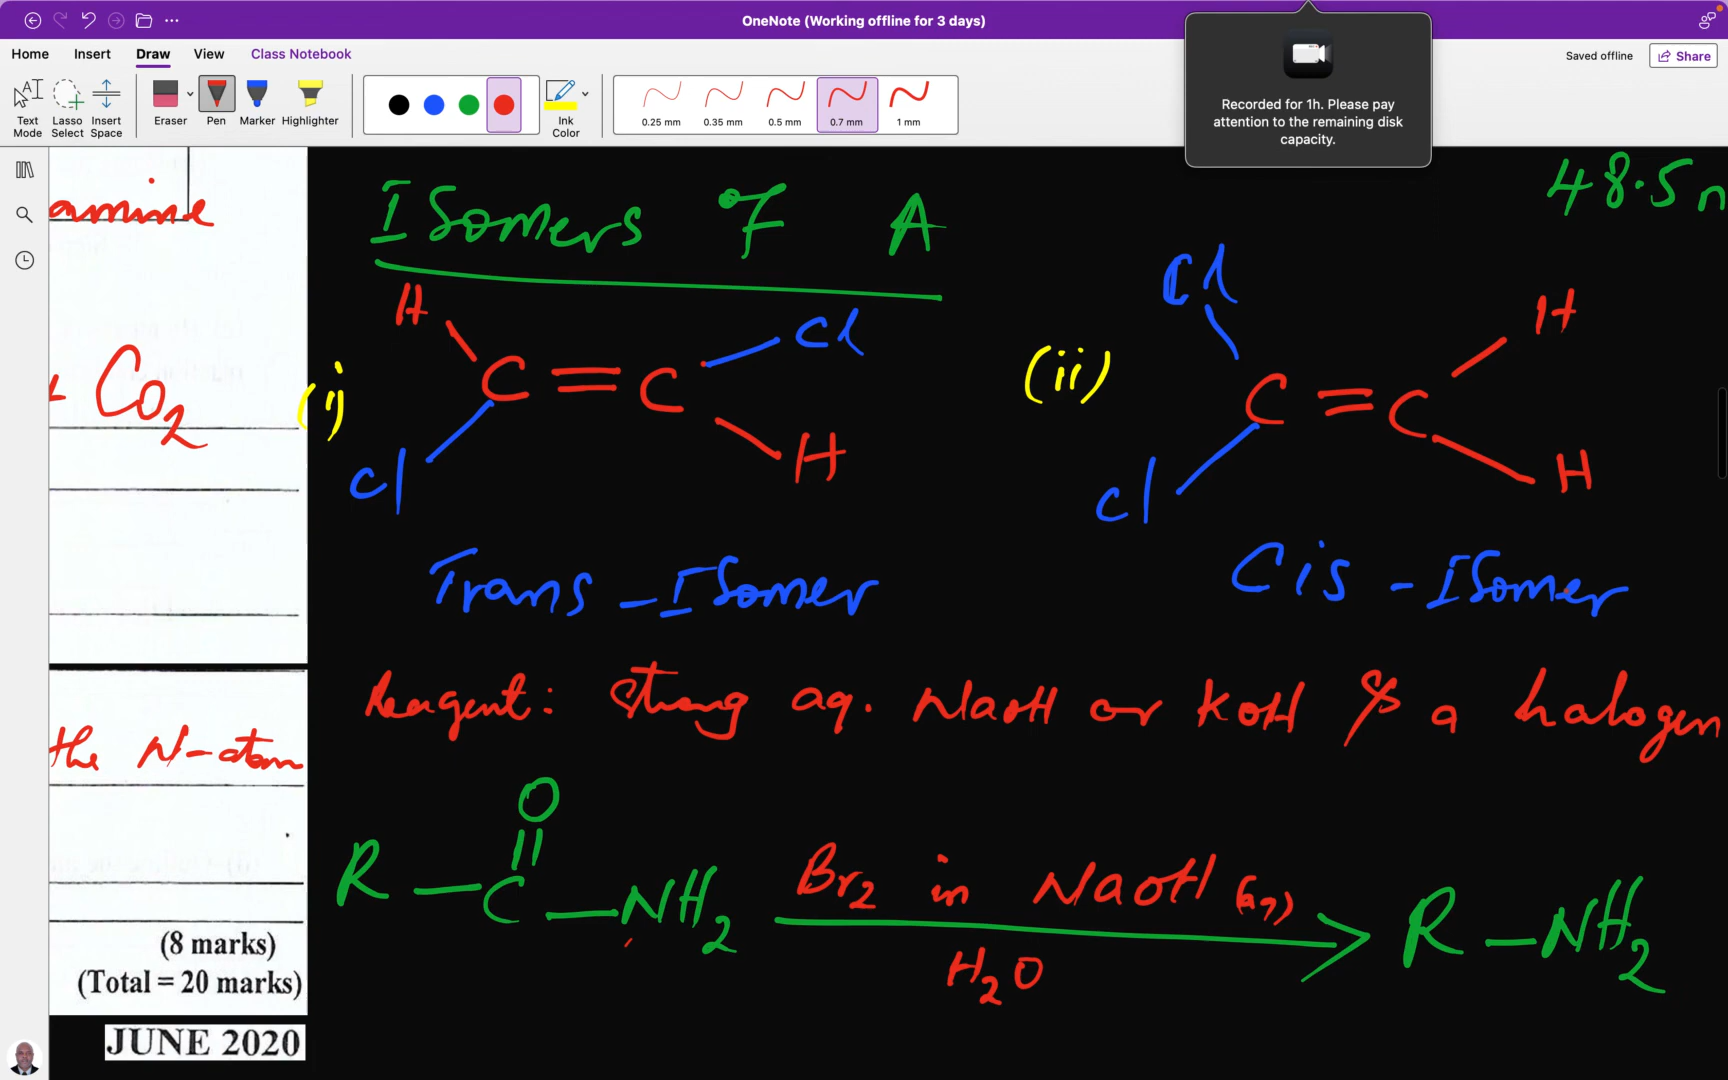 OneNote (Working offline for 3 days)
Home Insert Draw View Class Notebook
Saved offline Share
Text Mode
Lasso Select
Insert Space
Eraser
Pen
Marker
Highlighter
Ink Color
0.25 mm 0.35 mm 0.5 mm 0.7 mm 1 mm
Recorded for 1h. Please pay
attention to the remaining disk
capacity.
amine
Isomers of A
48.5
H Cl
(i) C = C
Cl H
Cl H
(ii) C = C
Cl H
CO2
Trans - Isomer
Cis - Isomer
Reagent: Strong aq. NaOH or KOH & a halogen
the N-atom
O
R - C - NH2 Br2 in NaOH (aq) R - NH2
H2O
(8 marks)
(Total = 20 marks)
JUNE 2020